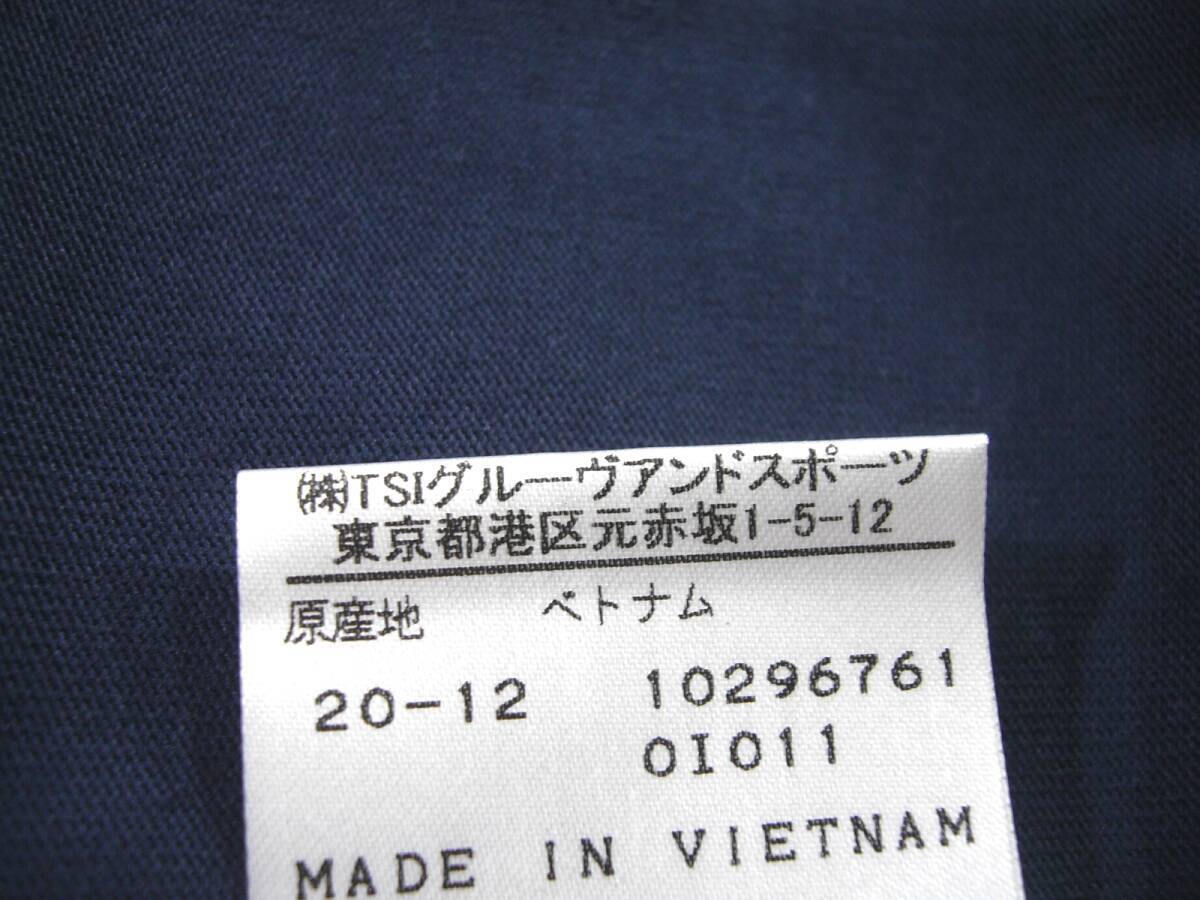 ㈱TSIグルーヴアンドスポーツ
東京都港区元赤坂1-5-12
原産地 ベトナム
20-12 10296761
0I011
MADE IN VIETNAM